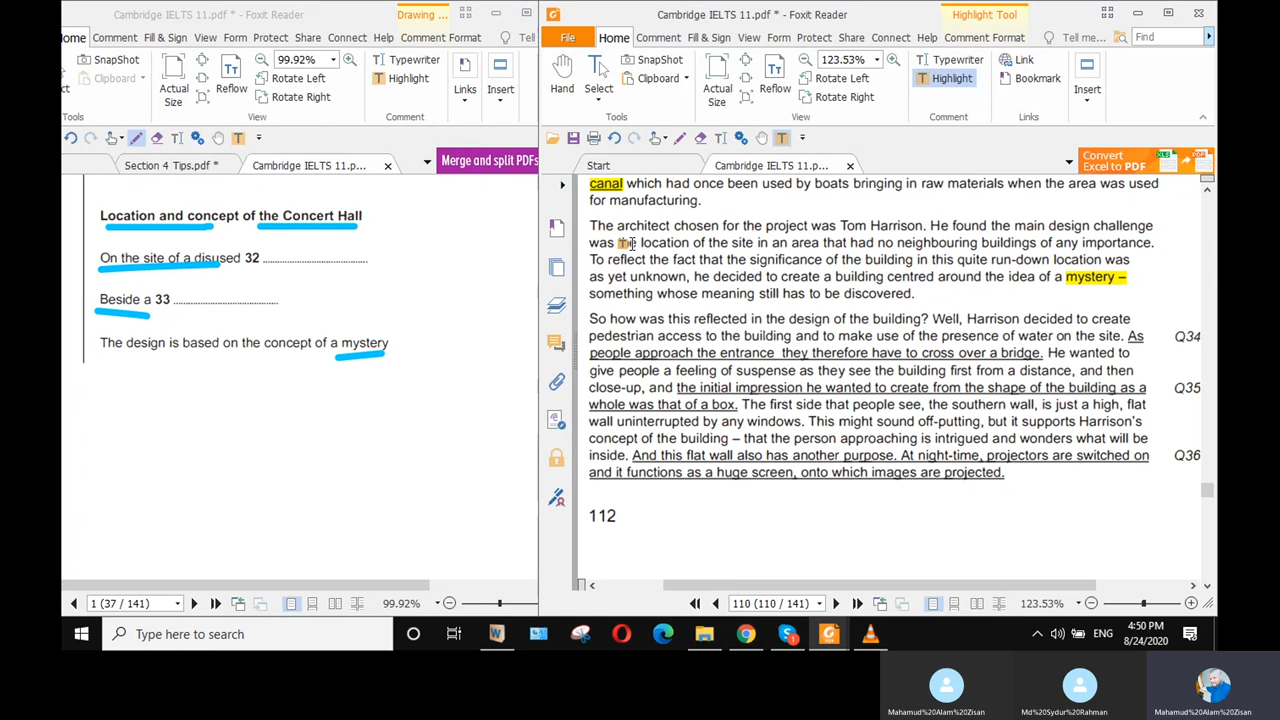 Cambridge IELTS 11.pdf * - Foxit Reader
Drawing ...
Home Comment Fill & Sign View Form Protect Share Connect Help Comment Format Tell
SnapShot
Clipboard
Tools
Actual Size
Reflow
99.92%
Rotate Left
Rotate Right
View
Typewriter
Highlight
Comment
Links
Insert
Section 4 Tips.pdf *
Cambridge IELTS 11.p...
Merge and split PDFs
Location and concept of the Concert Hall
On the site of a disused 32 ....................................
Beside a 33 ....................................
The design is based on the concept of a mystery
1 (37 / 141)
99.92%
Cambridge IELTS 11.pdf * - Foxit Reader
Highlight Tool
File Home Comment Fill & Sign View Form Protect Share Connect Help Comment Format Tell me... Find
Hand
Select
SnapShot
Clipboard
Tools
Actual Size
Reflow
123.53%
Rotate Left
Rotate Right
View
Typewriter
Highlight
Comment
Link
Bookmark
Links
Insert
Start
Cambridge IELTS 11.p...
Convert Excel to PDF
canal which had once been used by boats bringing in raw materials when the area was used
for manufacturing.
The architect chosen for the project was Tom Harrison. He found the main design challenge
was the location of the site in an area that had no neighbouring buildings of any importance.
To reflect the fact that the significance of the building in this quite run-down location was
as yet unknown, he decided to create a building centred around the idea of a mystery –
something whose meaning still has to be discovered.
So how was this reflected in the design of the building? Well, Harrison decided to create
pedestrian access to the building and to make use of the presence of water on the site. As Q34
people approach the entrance they therefore have to cross over a bridge. He wanted to
give people a feeling of suspense as they see the building first from a distance, and then
close-up, and the initial impression he wanted to create from the shape of the building as a Q35
whole was that of a box. The first side that people see, the southern wall, is just a high, flat
wall uninterrupted by any windows. This might sound off-putting, but it supports Harrison's
concept of the building – that the person approaching is intrigued and wonders what will be
inside. And this flat wall also has another purpose. At night-time, projectors are switched on Q36
and it functions as a huge screen, onto which images are projected.
112
110 (110 / 141)
123.53%
Type here to search
ENG
4:50 PM
8/24/2020
Mahamud%20Alam%20Zisan
Md%20Sydur%20Rahman
Mahamud%20Alam%20Zisan